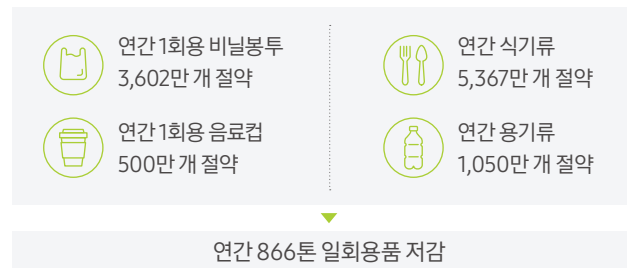 연간 1회용 비닐봉투
3,602만 개 절약
연간 식기류
5,367만 개 절약
연간 1회용 음료컵
500만 개 절약
연간 용기류
1,050만 개 절약
연간 866톤 일회용품 저감